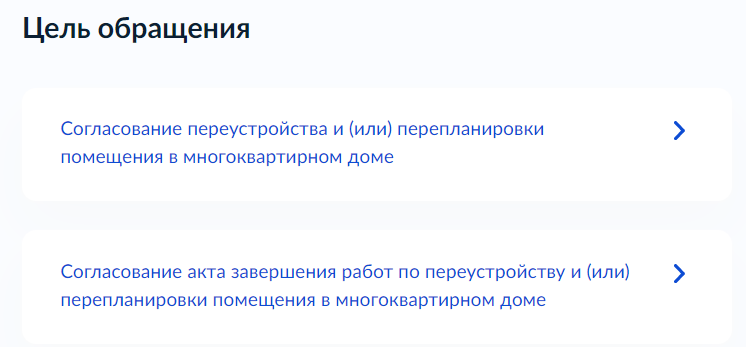 Цель обращения
Согласование переустройства и (или) перепланировки
помещения в многоквартирном доме
Согласование акта завершения работ по переустройству и (или)
перепланировки помещения в многоквартирном доме